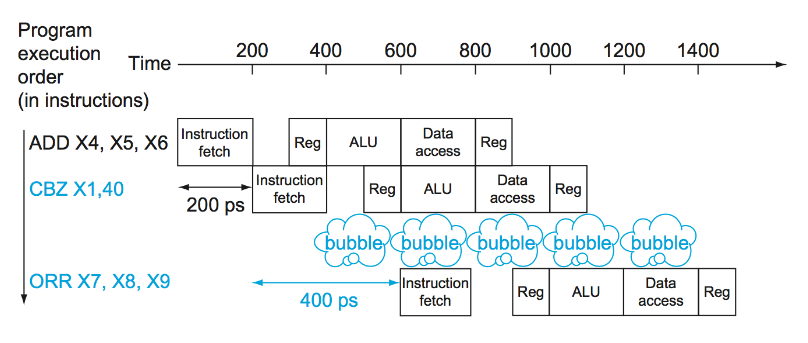 Program
execution
order
(in instructions)
Time
200 400 600 800 1000 1200 1400
ADD X4, X5, X6
Instruction
fetch
Reg
ALU
Data
access
Reg
CBZ X1,40
200 ps
Instruction
fetch
Reg
ALU
Data
access
Reg
bubble bubble bubble bubble bubble
ORR X7, X8, X9
400 ps
Instruction
fetch
Reg
ALU
Data
access
Reg